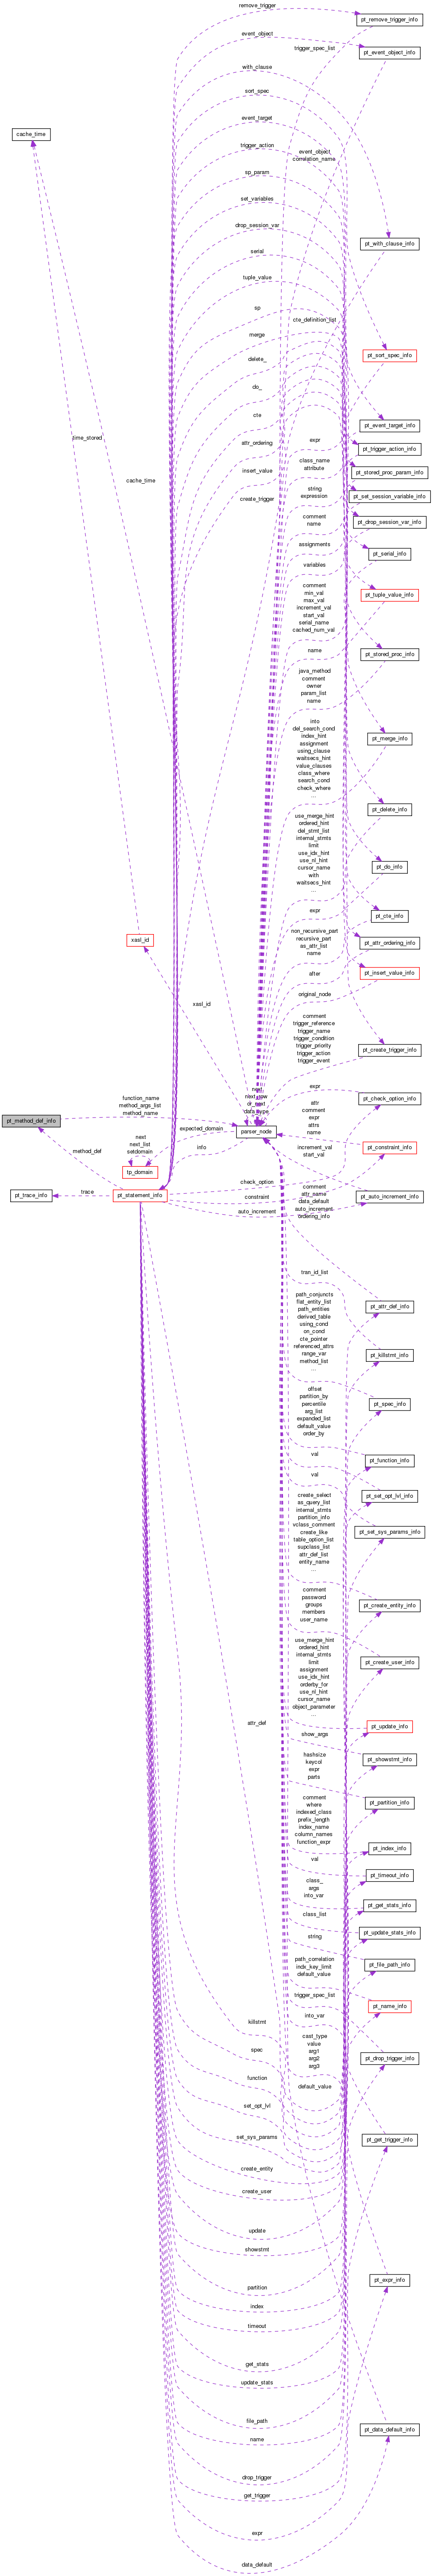 remove_trigger
pt_remove_trigger_info
event_object
trigger_spec_list
pt_event_object_info
with_clause
sort_spec
event_target
cache_time
trigger_action
event_object
correlation_name
sp_param
set_variables
drop_session_var
pt_with_clause_info
serial
tuple_value
sp
cte_definition_list
merge
pt_sort_spec_info
delete_
do_
cte
pt_event_target_info
time_stored
attr_ordering
expr
pt_trigger_action_info
class_name
attribute
insert_value
pt_stored_proc_param_info
cache_time
string
expression
pt_set_session_variable_info
create_trigger
comment
name
pt_drop_session_var_info
assignments
pt_serial_info
variables
comment
min_val
max_val
increment_val
start_val
serial_name
cached_num_val
pt_tuple_value_info
name
pt_stored_proc_info
java_method
comment
owner
param_list
name
into
del_search_cond
index_hint
assignment
using_clause
waitsecs_hint
value_clauses
class_where
search_cond
check_where
...
pt_merge_info
use_merge_hint
ordered_hint
del_stmt_list
internal_stmts
limit
use_idx_hint
use_nl_hint
cursor_name
with
waitsecs_hint
...
pt_delete_info
pt_do_info
expr
pt_cte_info
non_recursive_part
recursive_part
as_attr_list
name
xasl_id
pt_attr_ordering_info
after
pt_insert_value_info
original_node
xasl_id
comment
trigger_reference
trigger_name
trigger_condition
trigger_priority
trigger_action
trigger_event
pt_create_trigger_info
next
next_row
or_next
data_type
...
function_name
method_args_list
method_name
expr
pt_check_option_info
pt_method_def_info
parser_node
expected_domain
attr
comment
expr
attrs
name
next
next_list
setdomain
info
pt_constraint_info
method_def
tp_domain
increment_val
start_val
check_option
pt_trace_info
trace
pt_statement_info
constraint
comment
attr_name
data_default
auto_increment
ordering_info
pt_auto_increment_info
auto_increment
tran_id_list
pt_attr_def_info
path_conjuncts
flat_entity_list
path_entities
derived_table
using_cond
on_cond
cte_pointer
referenced_attrs
range_var
method_list
...
pt_killstmt_info
offset
partition_by
percentile
arg_list
expanded_list
default_value
order_by
pt_spec_info
val
pt_function_info
val
pt_set_opt_lvl_info
create_select
as_query_list
internal_stmts
partition_info
vclass_comment
create_like
table_option_list
supclass_list
attr_def_list
entity_name
...
pt_set_sys_params_info
comment
password
groups
members
user_name
pt_create_entity_info
use_merge_hint
ordered_hint
internal_stmts
limit
assignment
use_idx_hint
orderby_for
use_nl_hint
cursor_name
object_parameter
...
pt_create_user_info
attr_def
pt_update_info
show_args
pt_showstmt_info
hashsize
keycol
expr
parts
pt_partition_info
comment
where
indexed_class
prefix_length
index_name
column_names
function_expr
pt_index_info
val
pt_timeout_info
class_
args
into_var
pt_get_stats_info
class_list
pt_update_stats_info
string
pt_file_path_info
path_correlation
indx_key_limit
default_value
trigger_spec_list
pt_name_info
killstmt
into_var
spec
cast_type
value
arg1
arg2
arg3
pt_drop_trigger_info
function
default_value
set_opt_lvl
set_sys_params
pt_get_trigger_info
create_entity
create_user
update
showstmt
pt_expr_info
partition
index
timeout
get_stats
update_stats
pt_data_default_info
file_path
name
drop_trigger
get_trigger
expr
data_default